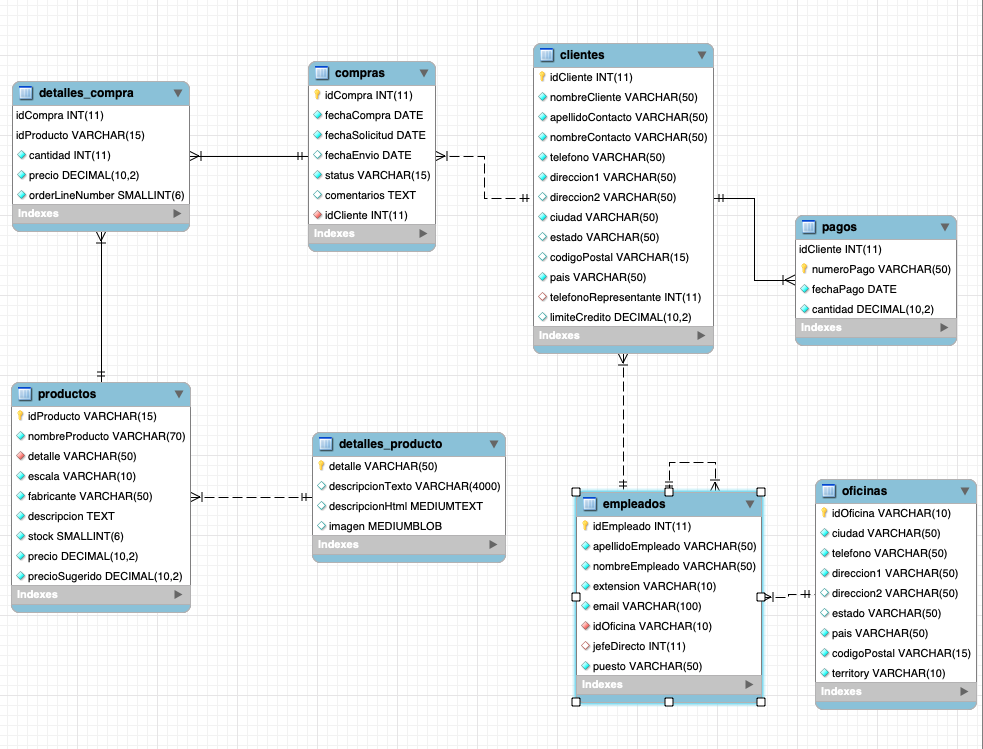 detalles_compra
idCompra INT(11)
idProducto VARCHAR(15)
cantidad INT(11)
precio DECIMAL(10,2)
orderLineNumber SMALLINT(6)
Indexes
compras
idCompra INT(11)
fechaCompra DATE
fechaSolicitud DATE
fechaEnvio DATE
status VARCHAR(15)
comentarios TEXT
idCliente INT(11)
Indexes
clientes
idCliente INT(11)
nombreCliente VARCHAR(50)
apellidoContacto VARCHAR(50)
nombreContacto VARCHAR(50)
telefono VARCHAR(50)
direccion1 VARCHAR(50)
direccion2 VARCHAR(50)
ciudad VARCHAR(50)
estado VARCHAR(50)
codigoPostal VARCHAR(15)
pais VARCHAR(50)
telefonoRepresentante INT(11)
limiteCredito DECIMAL(10,2)
Indexes
pagos
idCliente INT(11)
numeroPago VARCHAR(50)
fechaPago DATE
cantidad DECIMAL(10,2)
Indexes
productos
idProducto VARCHAR(15)
nombreProducto VARCHAR(70)
detalle VARCHAR(50)
escala VARCHAR(10)
fabricante VARCHAR(50)
descripcion TEXT
stock SMALLINT(6)
precio DECIMAL(10,2)
precioSugerido DECIMAL(10,2)
Indexes
detalles_producto
detalle VARCHAR(50)
descripcionTexto VARCHAR(4000)
descripcionHtml MEDIUMTEXT
imagen MEDIUMBLOB
Indexes
empleados
idEmpleado INT(11)
apellidoEmpleado VARCHAR(50)
nombreEmpleado VARCHAR(50)
extension VARCHAR(10)
email VARCHAR(100)
idOficina VARCHAR(10)
jefeDirecto INT(11)
puesto VARCHAR(50)
Indexes
oficinas
idOficina VARCHAR(10)
ciudad VARCHAR(50)
telefono VARCHAR(50)
direccion1 VARCHAR(50)
direccion2 VARCHAR(50)
estado VARCHAR(50)
pais VARCHAR(50)
codigoPostal VARCHAR(15)
territory VARCHAR(10)
Indexes